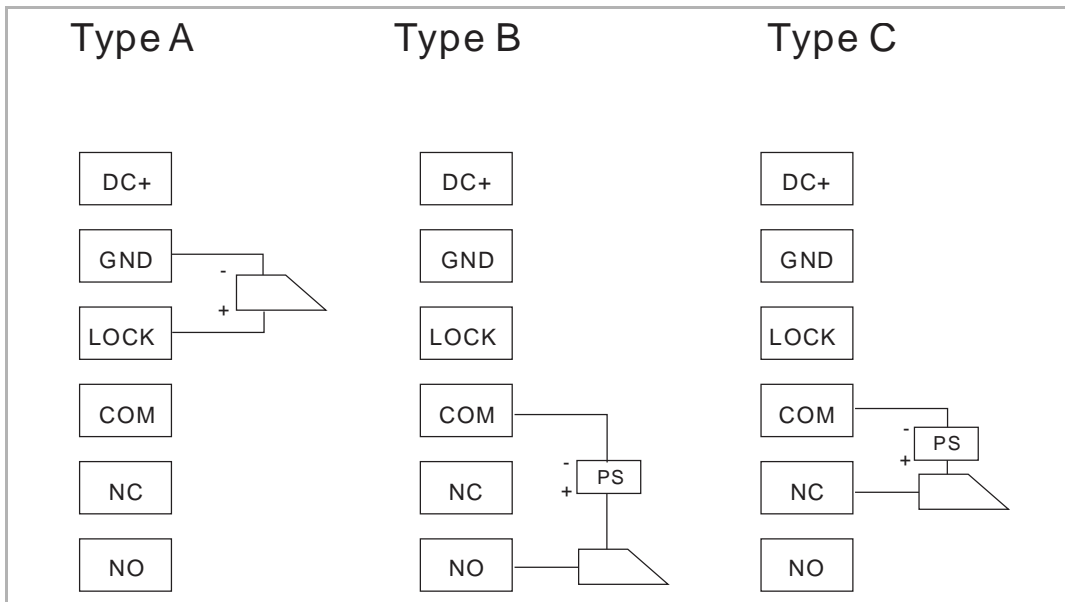 Type A
DC+
GND
-
+
LOCK
COM
NC
NO
Type B
DC+
GND
LOCK
COM
-
PS
+
NC
NO
Type C
DC+
GND
LOCK
COM
-
PS
+
NC
NO